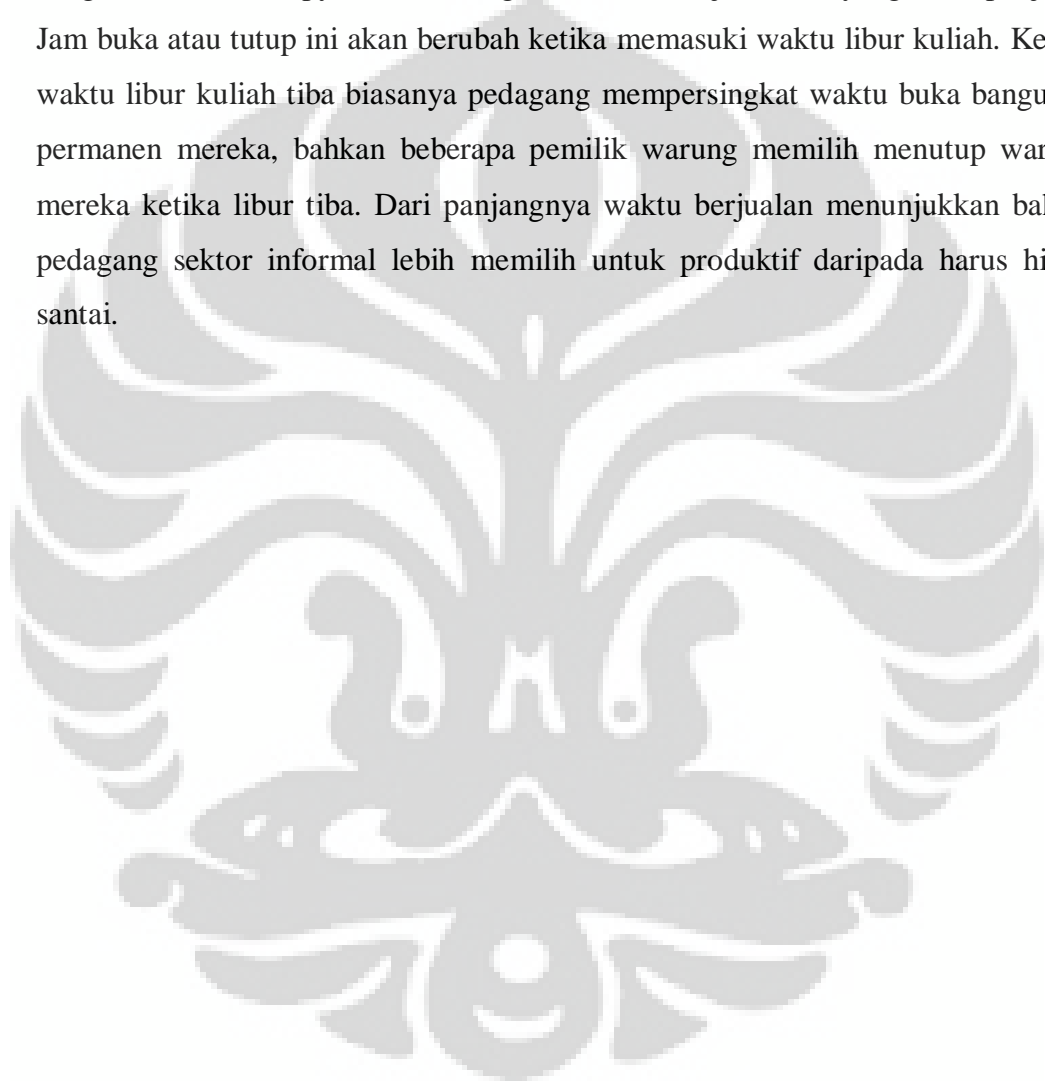 Jam buka atau tutup ini akan berubah ketika memasuki waktu libur kuliah. Ke
waktu libur kuliah tiba biasanya pedagang mempersingkat waktu buka bangu
permanen mereka, bahkan beberapa pemilik warung memilih menutup war
mereka ketika libur tiba. Dari panjangnya waktu berjualan menunjukkan bal
pedagang sektor informal lebih memilih untuk produktif daripada harus hi
santai.